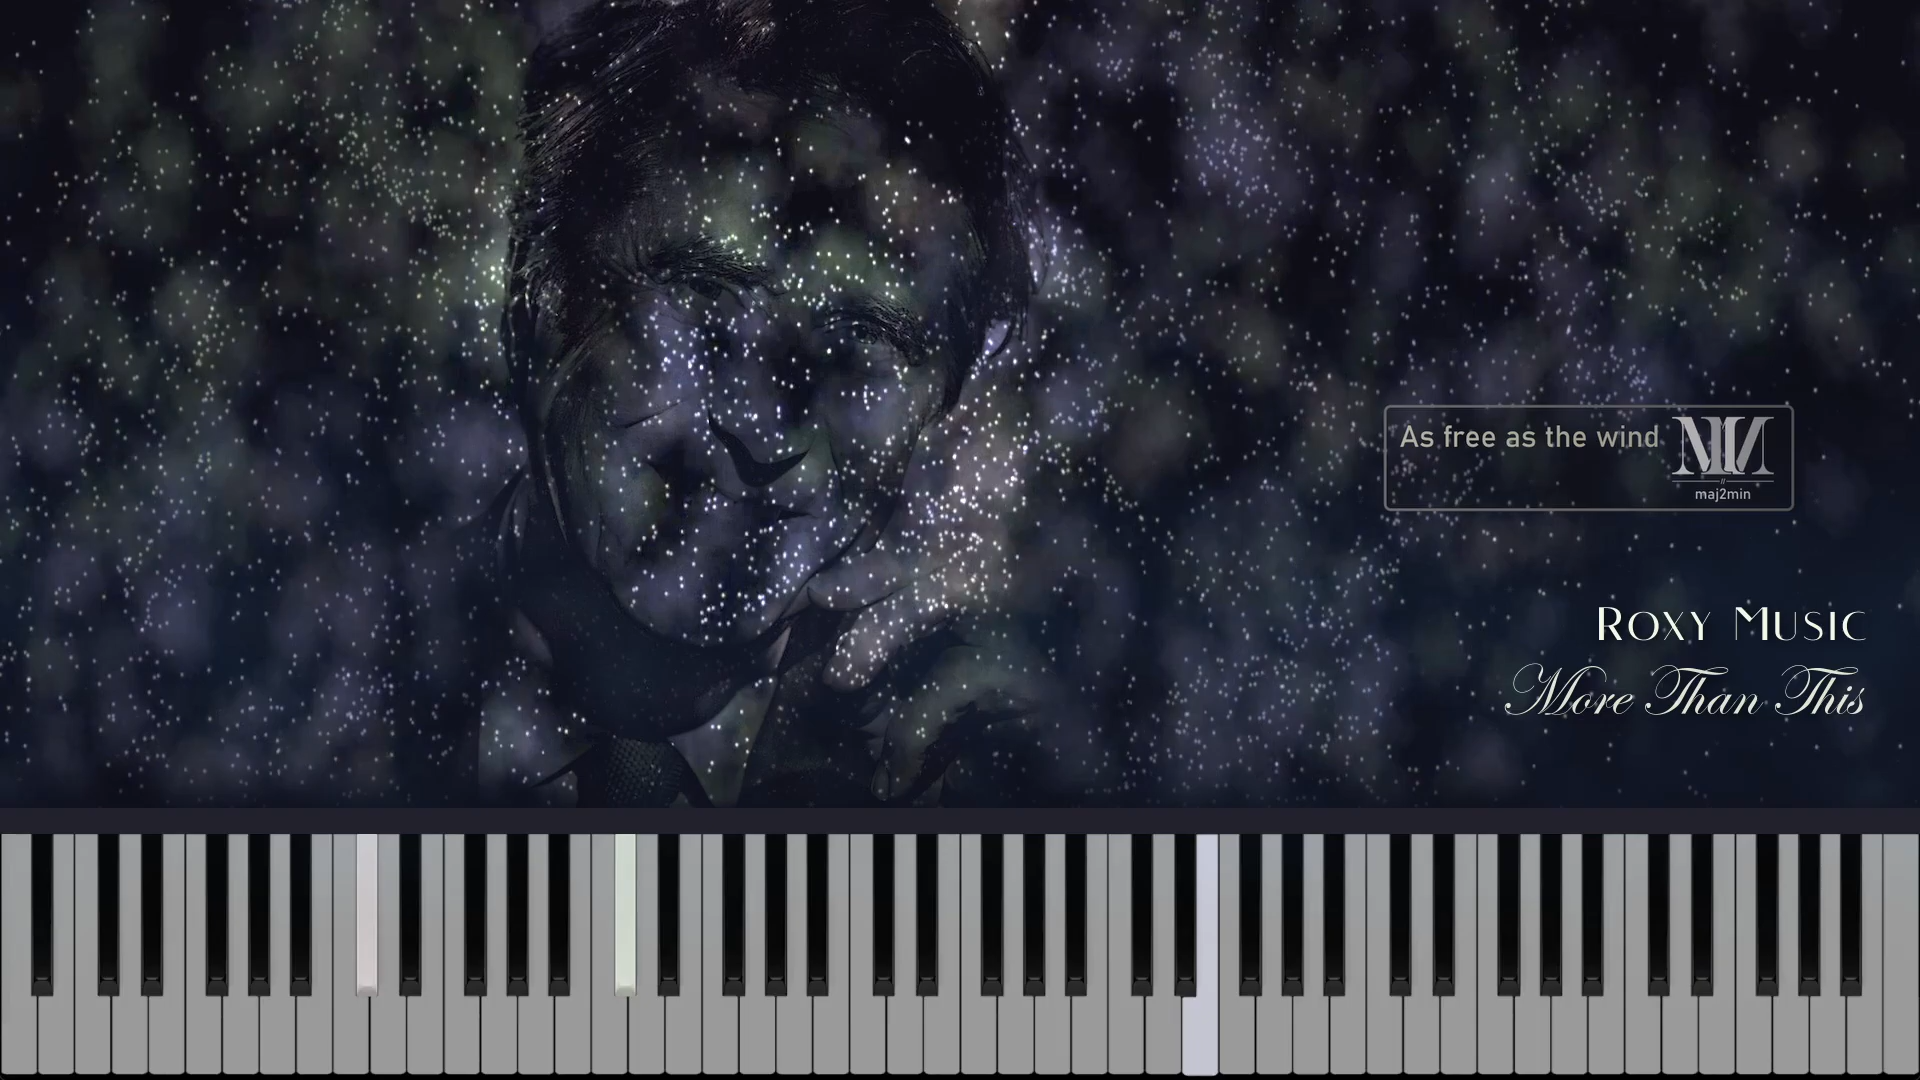 As free as the wind
maj2min
Roxy Music
More Than This